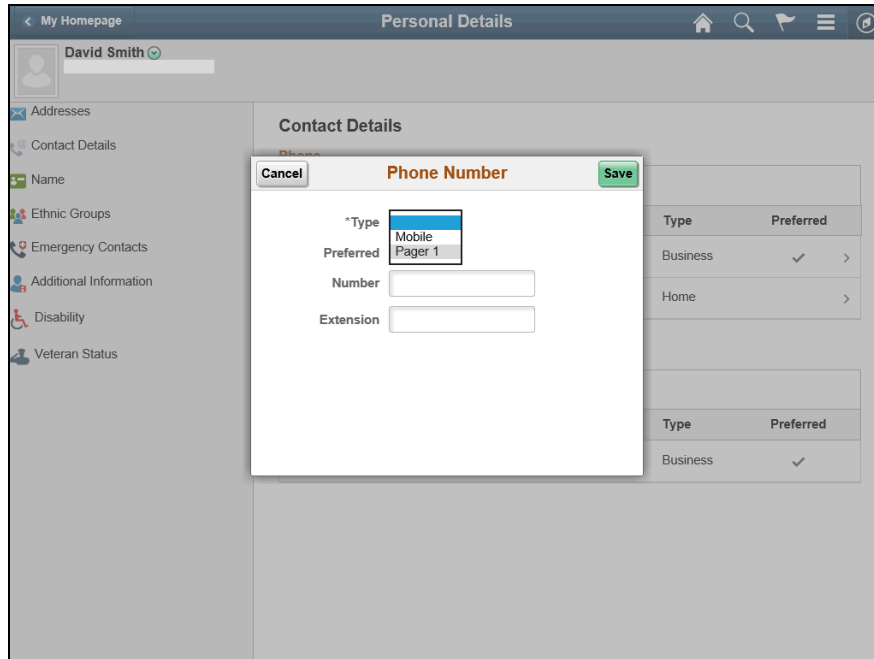 My Homepage
Personal Details
David Smith
Addresses
Contact Details
Name
Ethnic Groups
Emergency Contacts
Additional Information
Disability
Veteran Status
Contact Details
Phone
Cancel
Phone Number
Save
*Type
Mobile
Pager 1
Preferred
Number
Extension
Type Preferred
Business
Home
Type Preferred
Business